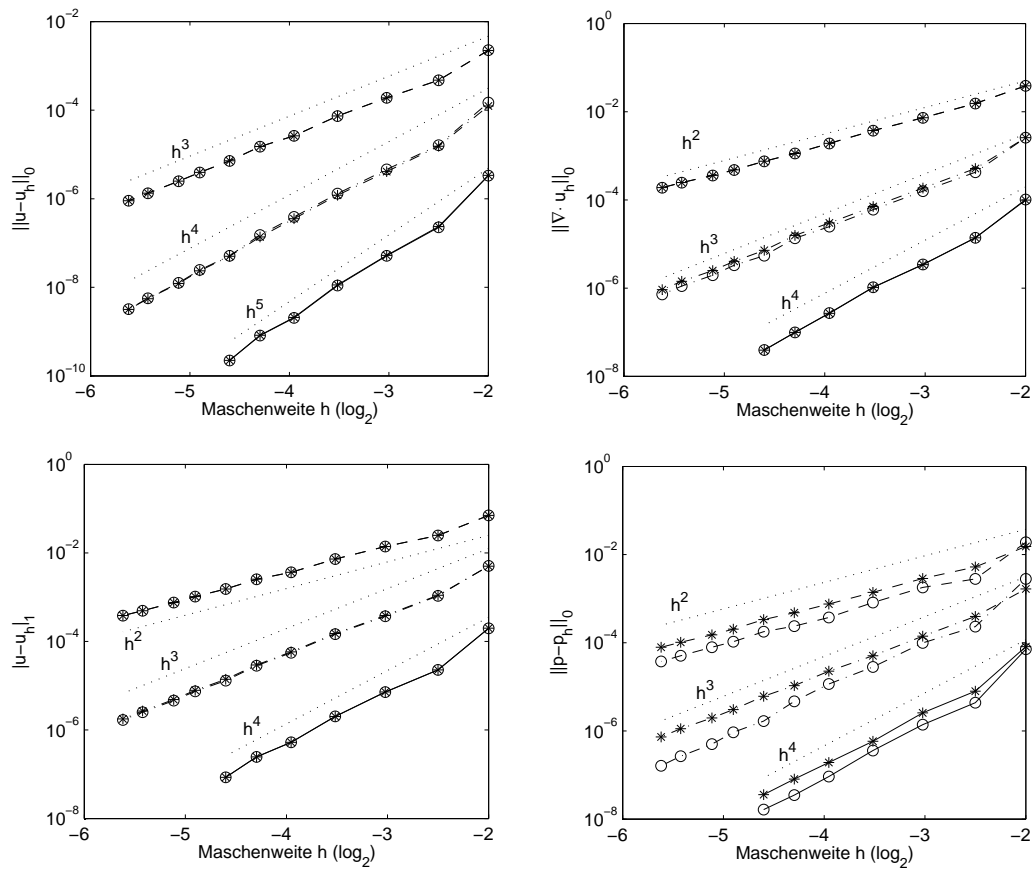 10^-2
10^-4
10^-6
10^-8
10^-10
||u−u_h||_0
h^3
h^4
h^5
−6
−5
−4
−3
−2
Maschenweite h (log_2)
10^0
10^-2
10^-4
10^-6
10^-8
||∇· u_h||_0
h^2
h^3
h^4
−6
−5
−4
−3
−2
Maschenweite h (log_2)
10^0
10^-2
10^-4
10^-6
10^-8
|u−u_h|_1
h^2
h^3
h^4
−6
−5
−4
−3
−2
Maschenweite h (log_2)
10^0
10^-2
10^-4
10^-6
10^-8
||p−p_h||_0
h^2
h^3
h^4
−6
−5
−4
−3
−2
Maschenweite h (log_2)